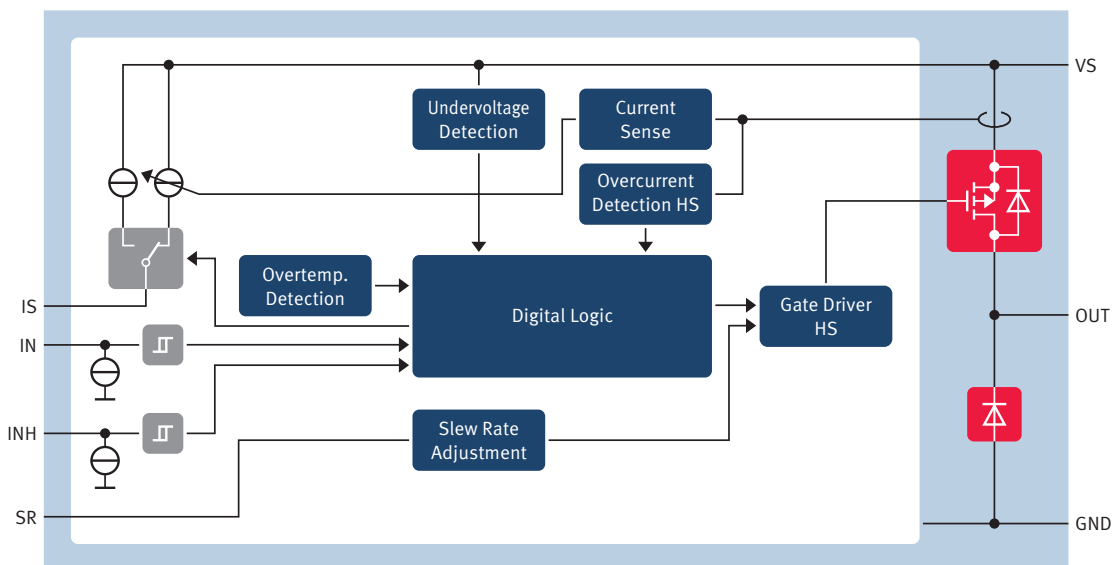 VS
Undervoltage
Detection
Current
Sense
Overcurrent
Detection HS
Overtemp.
Detection
Digital Logic
Gate Driver
HS
IS
OUT
IN
INH
Slew Rate
Adjustment
SR
GND